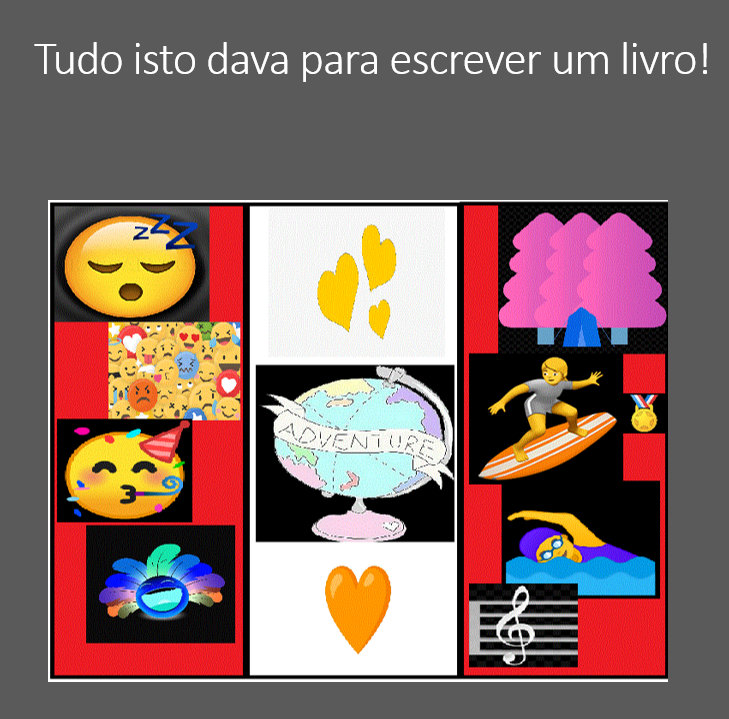 Tudo isto dava para escrever um livro!
z z z
ADVENTURE